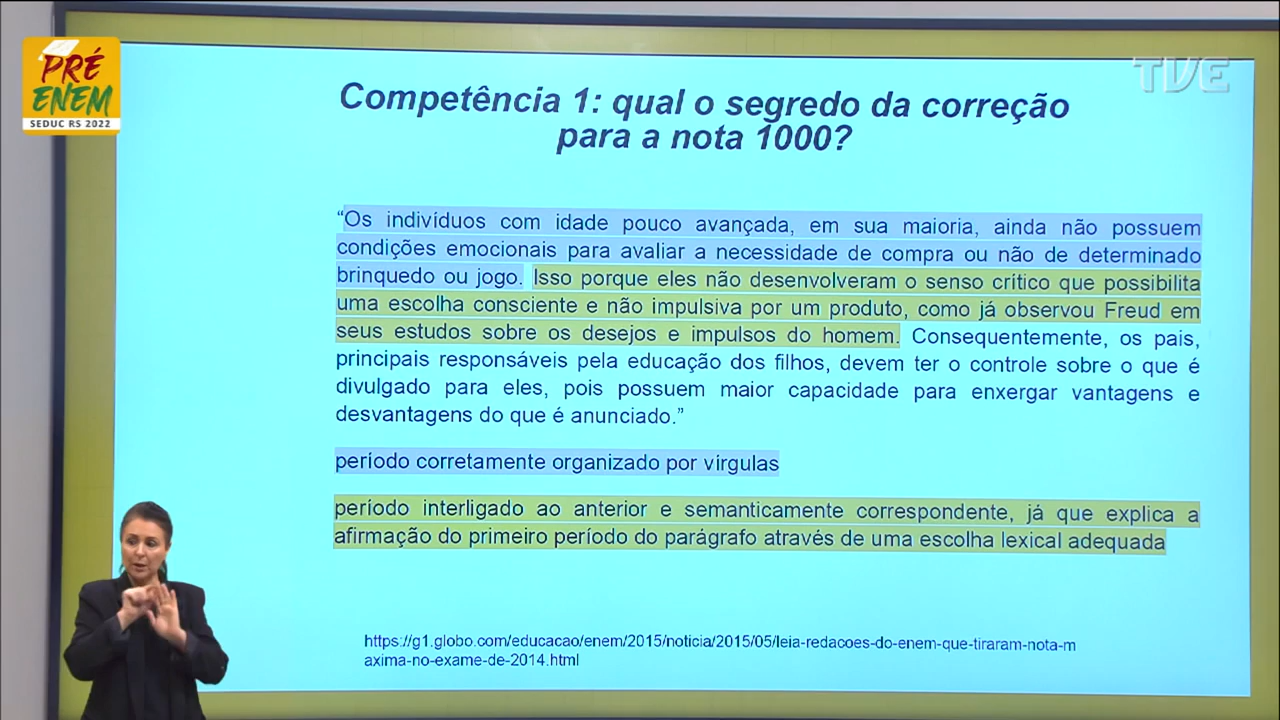 PRÉ
ENEM
SEDUC RS 2022
TVE
Competência 1: qual o segredo da correção
para a nota 1000?
“Os indivíduos com idade pouco avançada, em sua maioria, ainda não possuem
condições emocionais para avaliar a necessidade de compra ou não de determinado
brinquedo ou jogo. Isso porque eles não desenvolveram o senso crítico que possibilita
uma escolha consciente e não impulsiva por um produto, como já observou Freud em
seus estudos sobre os desejos e impulsos do homem. Consequentemente, os pais,
principais responsáveis pela educação dos filhos, devem ter o controle sobre o que é
divulgado para eles, pois possuem maior capacidade para enxergar vantagens e
desvantagens do que é anunciado.”
período corretamente organizado por vírgulas
período interligado ao anterior e semanticamente correspondente, já que explica a
afirmação do primeiro período do parágrafo através de uma escolha lexical adequada
https://g1.globo.com/educacao/enem/2015/noticia/2015/05/leia-redacoes-do-enem-que-tiraram-nota-m
axima-no-exame-de-2014.html